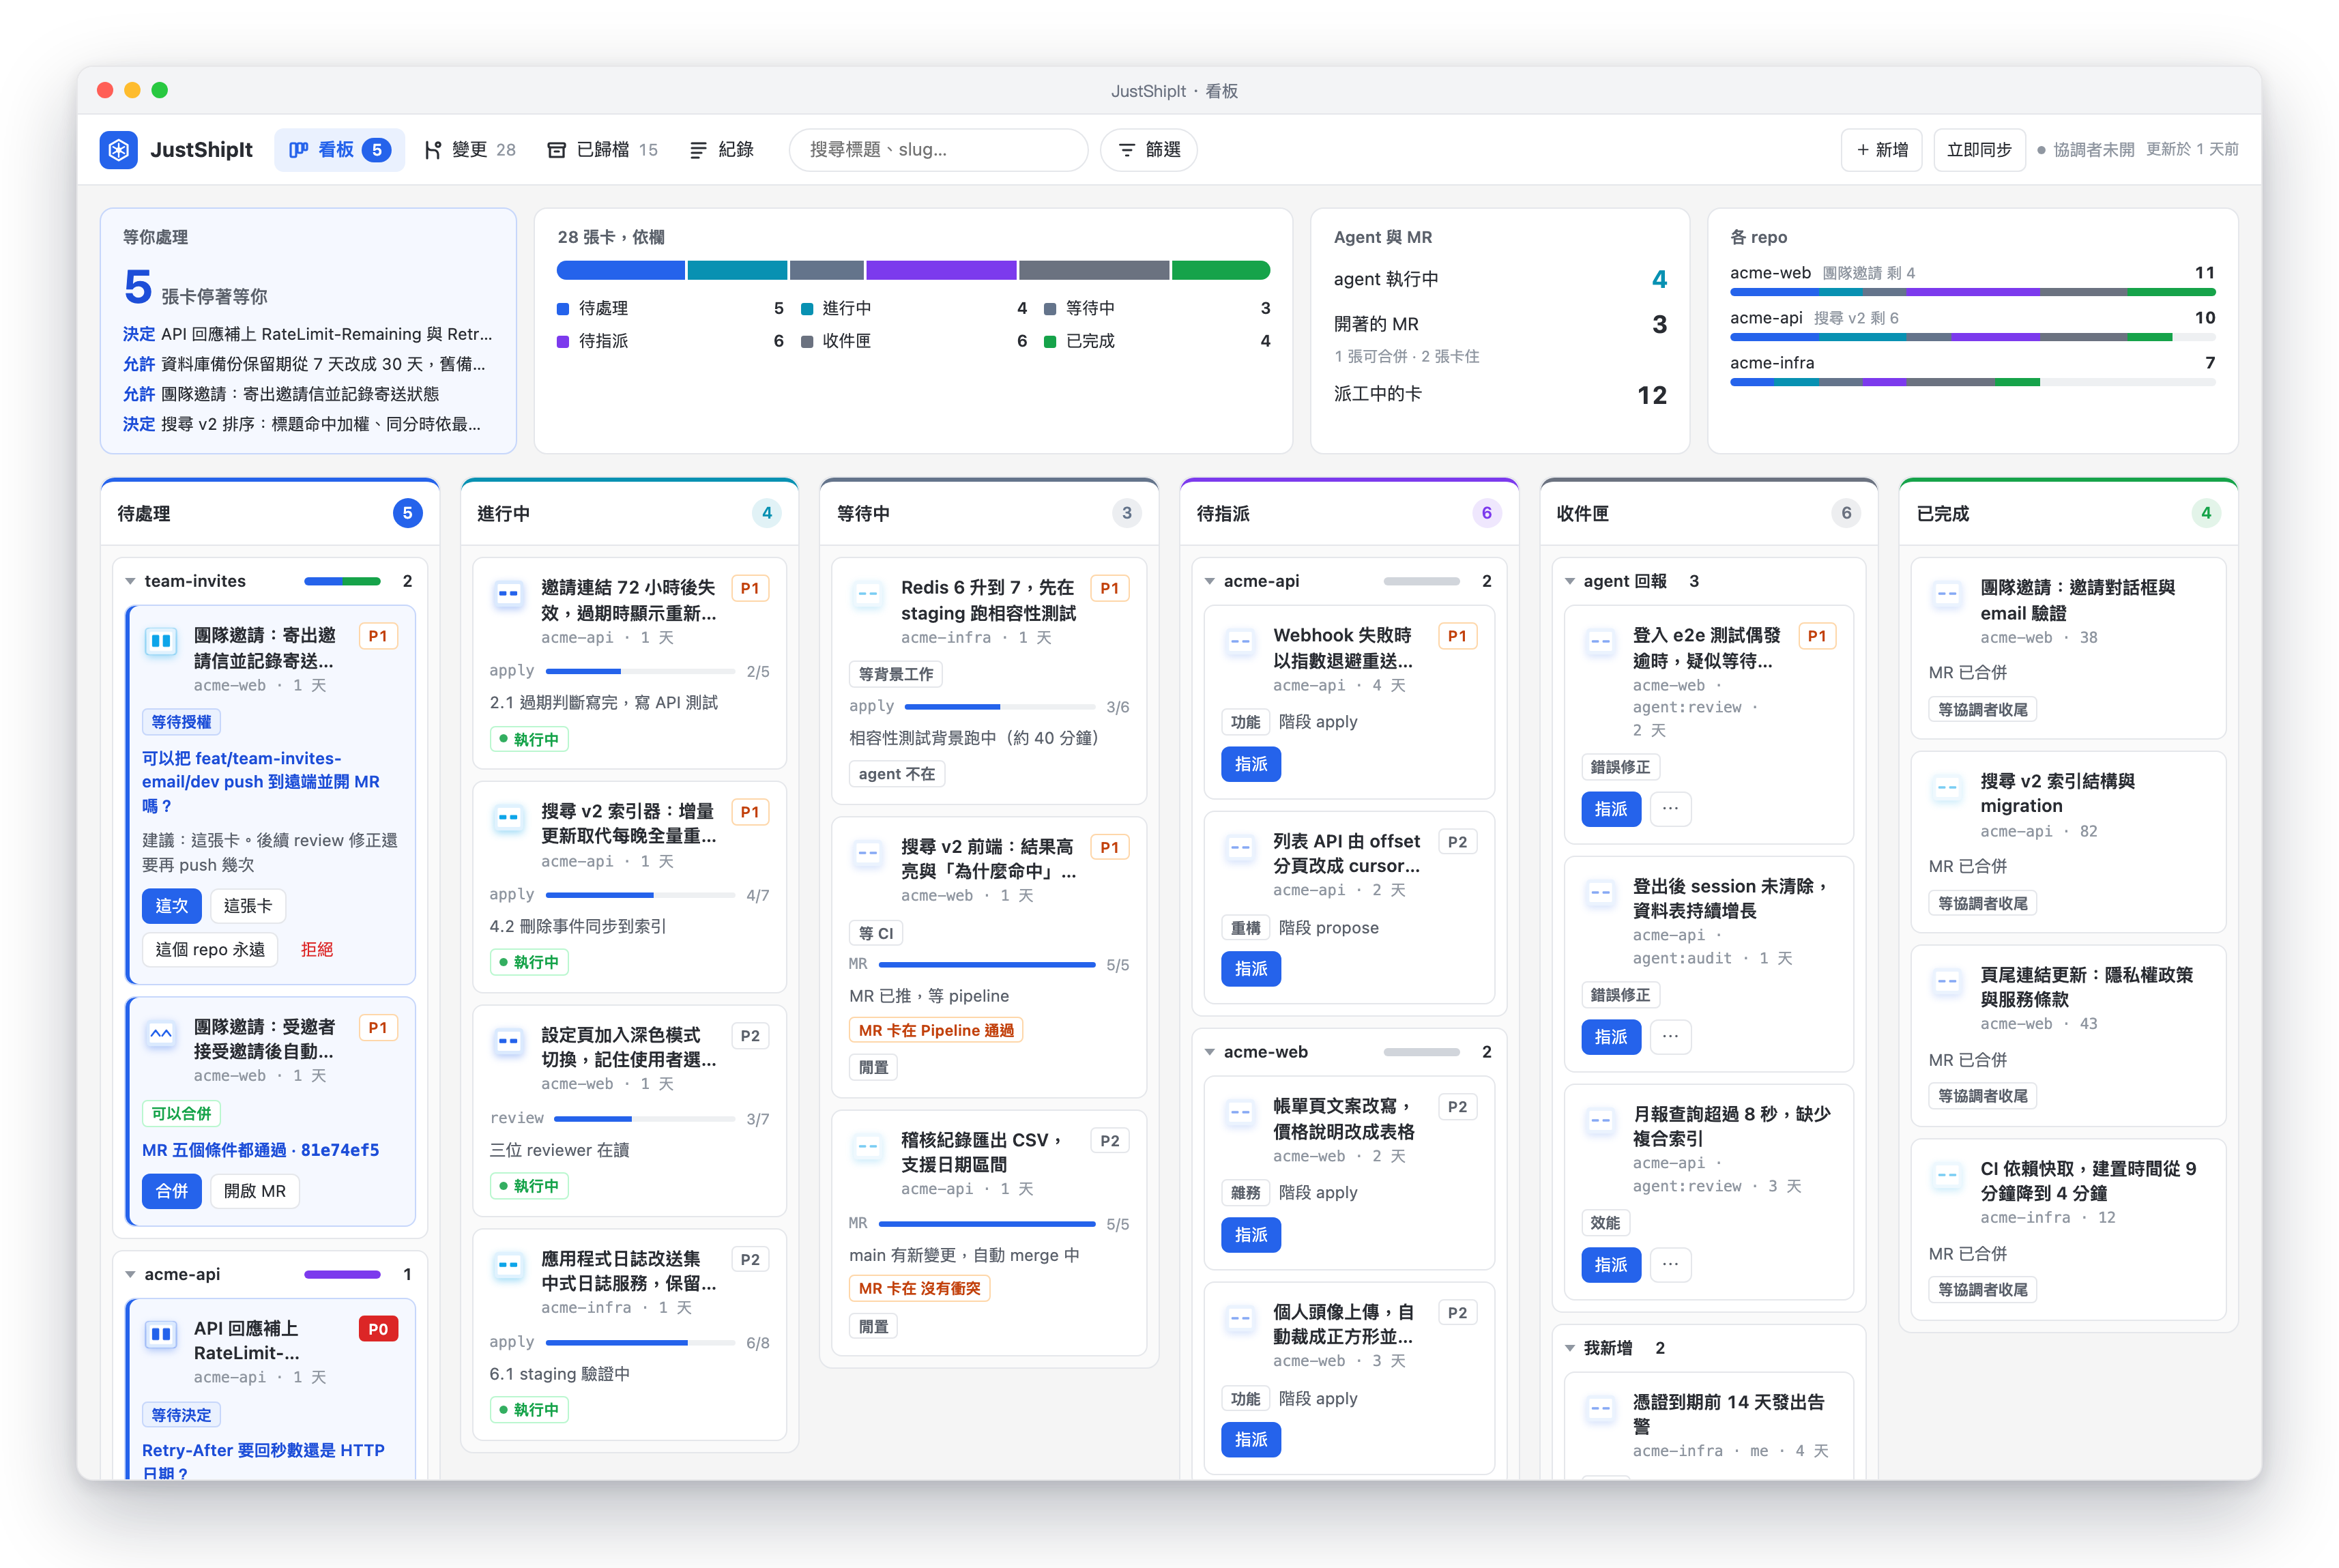 JustShipIt · 看板
JustShipIt
看板 5
變更 28
已歸檔 15
紀錄
搜尋標題、slug...
篩選
+ 新增
立即同步
協調者未開
更新於 1 天前
等你處理
5 張卡停著等你
決定 API 回應補上 RateLimit-Remaining 與 Retr...
允許 資料庫備份保留期從 7 天改成 30 天，舊備...
允許 團隊邀請：寄出邀請信並記錄寄送狀態
決定 搜尋 v2 排序：標題命中加權、同分時依最...
28 張卡，依欄
待處理 5
進行中 4
等待中 3
待指派 6
收件匣 6
已完成 4
Agent 與 MR
agent 執行中 4
開著的 MR 3
1 張可合併 · 2 張卡住
派工中的卡 12
各 repo
acme-web 團隊邀請 剩 4 11
acme-api 搜尋 v2 剩 6 10
acme-infra 7
待處理 5
team-invites 2
團隊邀請：寄出邀
請信並記錄寄送...
P1
acme-web · 1 天
等待授權
可以把 feat/team-invites-
email/dev push 到遠端並開 MR
嗎？
建議：這張卡。後續 review 修正還
要再 push 幾次
這次
這張卡
這個 repo 永遠
拒絕
團隊邀請：受邀者
接受邀請後自動...
P1
acme-web · 1 天
可以合併
MR 五個條件都通過 · 81e74ef5
合併
開啟 MR
acme-api 1
API 回應補上
RateLimit-...
P0
acme-api · 1 天
等待決定
Retry-After 要回秒數還是 HTTP
日期？
進行中 4
邀請連結 72 小時後失
效，過期時顯示重新...
P1
acme-api · 1 天
apply 2/5
2.1 過期判斷寫完，寫 API 測試
執行中
搜尋 v2 索引器：增量
更新取代每晚全量重...
P1
acme-api · 1 天
apply 4/7
4.2 刪除事件同步到索引
執行中
設定頁加入深色模式
切換，記住使用者選...
P2
acme-web · 1 天
review 3/7
三位 reviewer 在讀
執行中
應用程式日誌改送集
中式日誌服務，保留...
P2
acme-infra · 1 天
apply 6/8
6.1 staging 驗證中
執行中
等待中 3
Redis 6 升到 7，先在
staging 跑相容性測試
P1
acme-infra · 1 天
等背景工作
apply 3/6
相容性測試背景跑中（約 40 分鐘）
agent 不在
搜尋 v2 前端：結果高
亮與「為什麼命中」...
P1
acme-web · 1 天
等 CI
MR 5/5
MR 已推，等 pipeline
MR 卡在 Pipeline 通過
閒置
稽核紀錄匯出 CSV，
支援日期區間
P2
acme-api · 1 天
MR 5/5
main 有新變更，自動 merge 中
MR 卡在 沒有衝突
閒置
待指派 6
acme-api 2
Webhook 失敗時
以指數退避重送...
P1
acme-api · 4 天
功能 階段 apply
指派
列表 API 由 offset
分頁改成 cursor...
P2
acme-api · 2 天
重構 階段 propose
指派
acme-web 2
帳單頁文案改寫，
價格說明改成表格
P2
acme-web · 2 天
雜務 階段 apply
指派
個人頭像上傳，自
動裁成正方形並...
P2
acme-web · 3 天
功能 階段 apply
指派
收件匣 6
agent 回報 3
登入 e2e 測試偶發
逾時，疑似等待...
P1
acme-web ·
agent:review ·
2 天
錯誤修正
指派 ...
登出後 session 未清除，
資料表持續增長
acme-api ·
agent:audit · 1 天
錯誤修正
指派 ...
月報查詢超過 8 秒，缺少
複合索引
acme-api ·
agent:review · 3 天
效能
指派 ...
我新增 2
憑證到期前 14 天發出告
警
acme-infra · me · 4 天
已完成 4
團隊邀請：邀請對話框與
email 驗證
acme-web · 38
MR 已合併
等協調者收尾
搜尋 v2 索引結構與
migration
acme-api · 82
MR 已合併
等協調者收尾
頁尾連結更新：隱私權政策
與服務條款
acme-web · 43
MR 已合併
等協調者收尾
CI 依賴快取，建置時間從 9
分鐘降到 4 分鐘
acme-infra · 12
MR 已合併
等協調者收尾